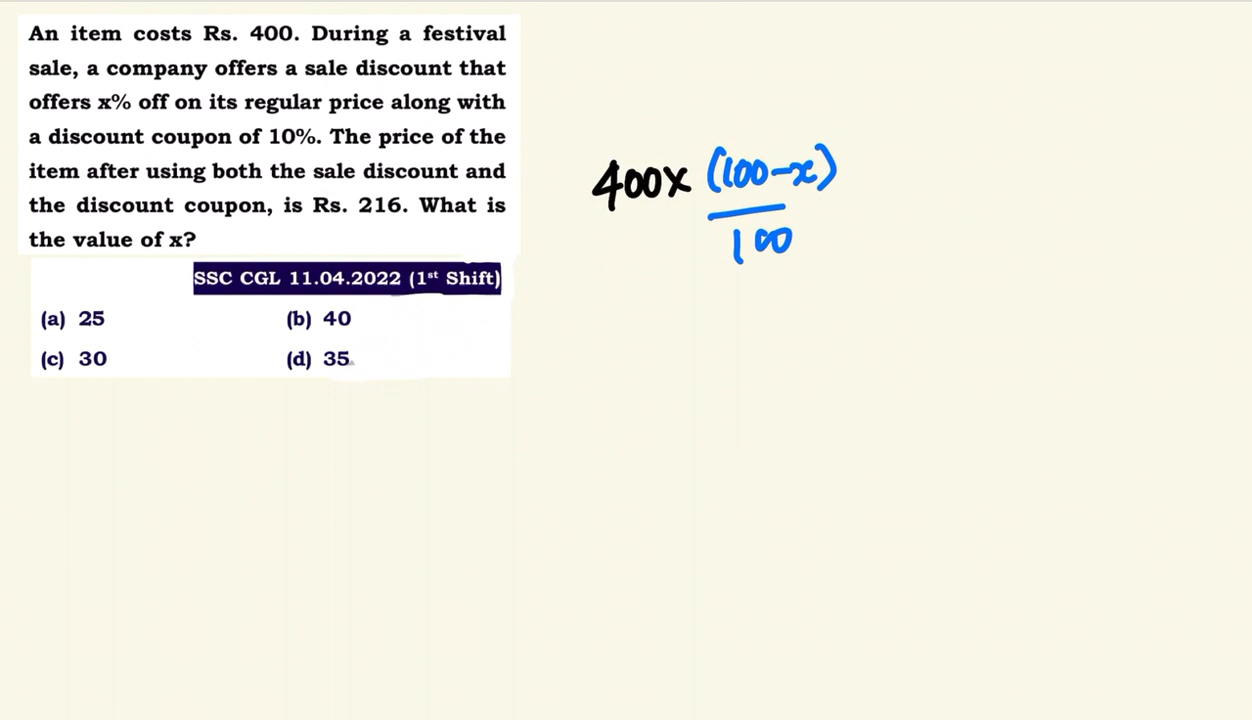 An item costs Rs. 400. During a festival
sale, a company offers a sale discount that
offers x% off on its regular price along with
a discount coupon of 10%. The price of the
item after using both the sale discount and
the discount coupon, is Rs. 216. What is
the value of x?
SSC CGL 11.04.2022 (1st Shift)
(a) 25 (b) 40
(c) 30 (d) 35
400x (100-x)
100